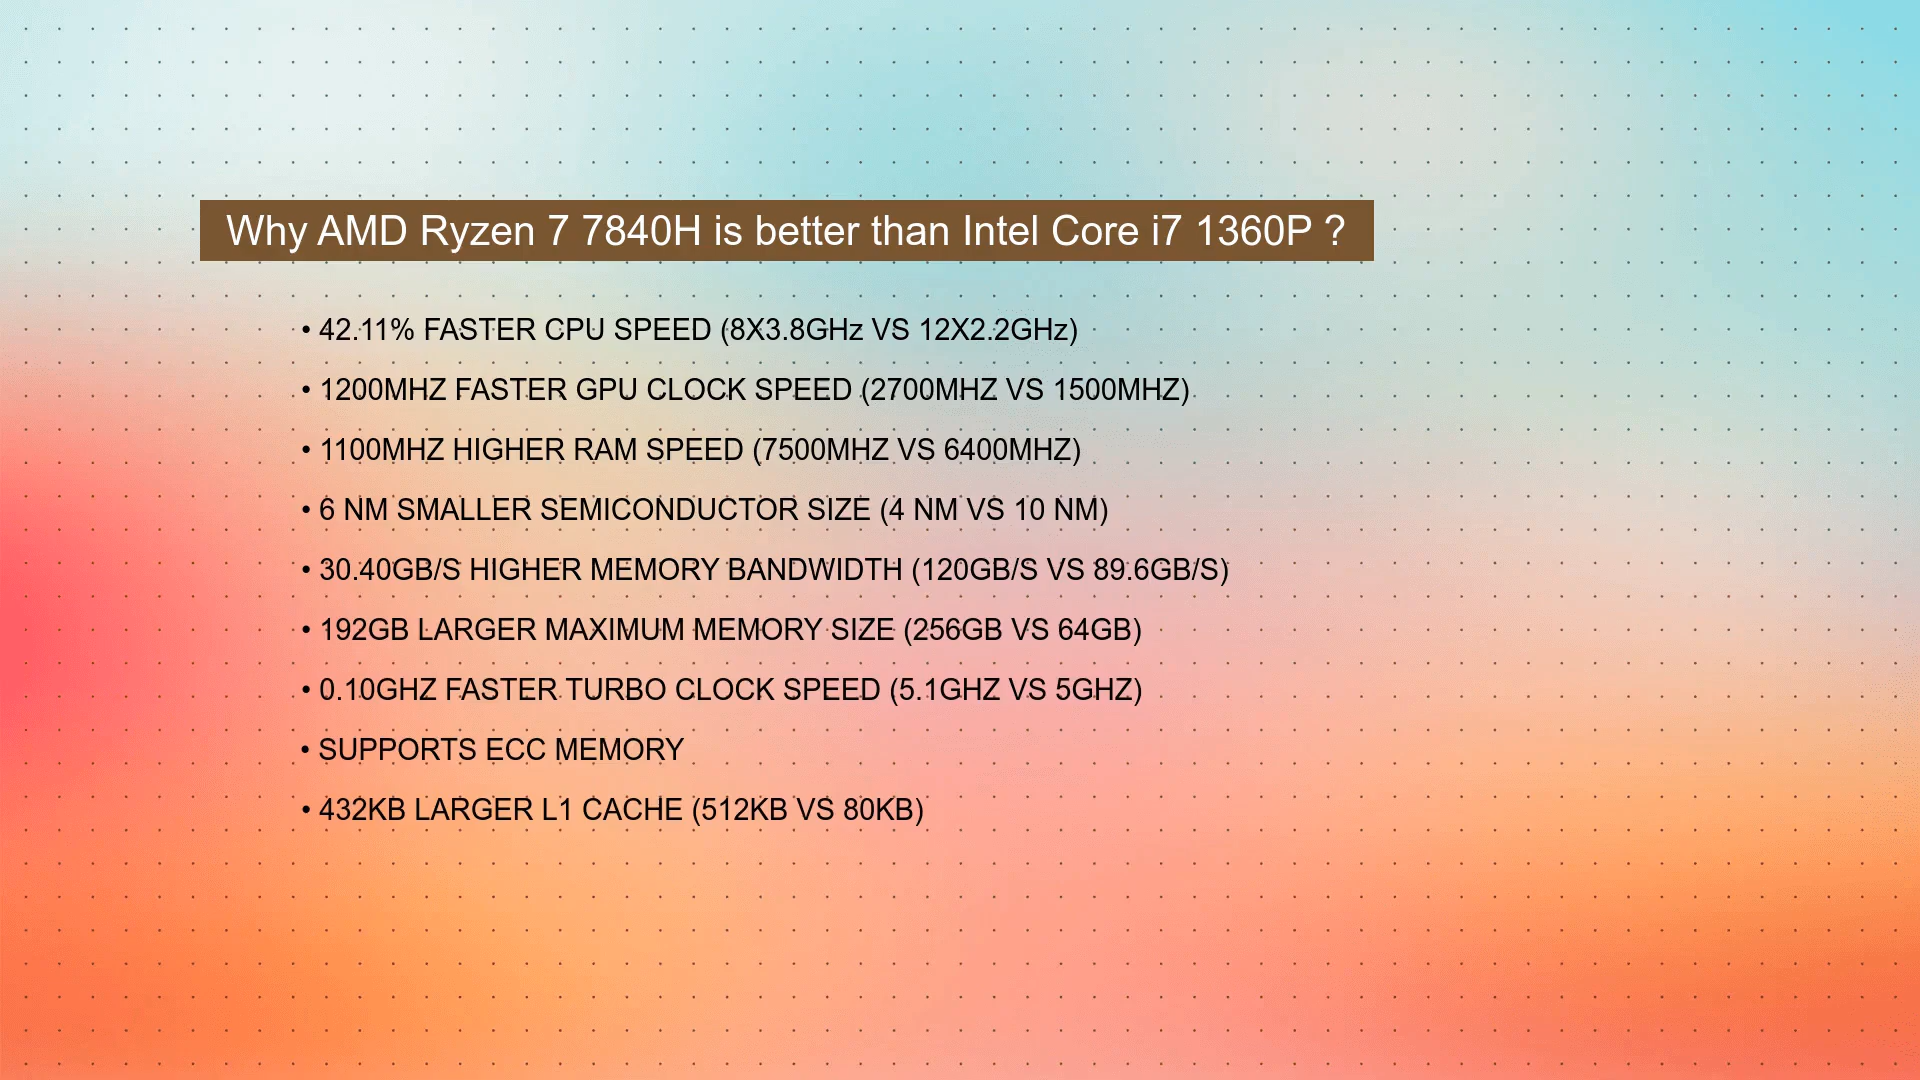 Why AMD Ryzen 7 7840H is better than Intel Core i7 1360P ?
• 42.11% FASTER CPU SPEED (8X3.8GHz VS 12X2.2GHz)
• 1200MHZ FASTER GPU CLOCK SPEED (2700MHZ VS 1500MHZ)
• 1100MHZ HIGHER RAM SPEED (7500MHZ VS 6400MHZ)
• 6 NM SMALLER SEMICONDUCTOR SIZE (4 NM VS 10 NM)
• 30.40GB/S HIGHER MEMORY BANDWIDTH (120GB/S VS 89.6GB/S)
• 192GB LARGER MAXIMUM MEMORY SIZE (256GB VS 64GB)
• 0.10GHZ FASTER TURBO CLOCK SPEED (5.1GHZ VS 5GHZ)
• SUPPORTS ECC MEMORY
• 432KB LARGER L1 CACHE (512KB VS 80KB)